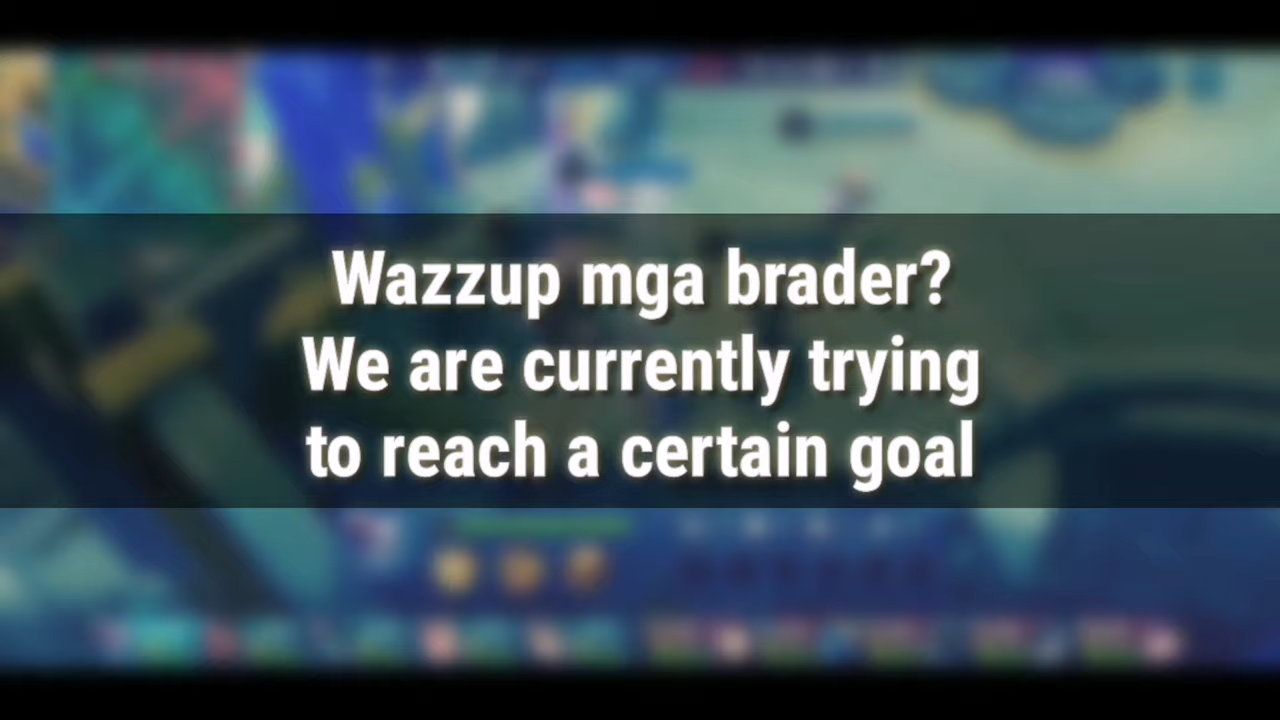 Wazzup mga brader?
We are currently trying
to reach a certain goal